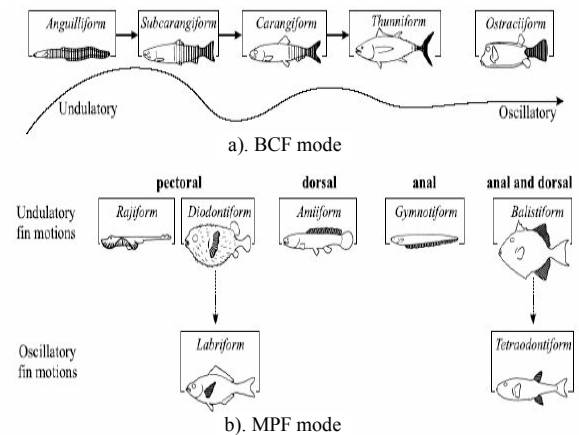 Anguilliform Subcarangiform Carangiform Thunniform Ostraciiform
Undulatory
Oscillatory
a). BCF mode
pectoral dorsal anal anal and dorsal
Undulatory
fin motions
Rajiform Diodontiform Amiiform Gymnotiform Balistiform
Oscillatory
fin motions
Labriform Tetraodontiform
b). MPF mode